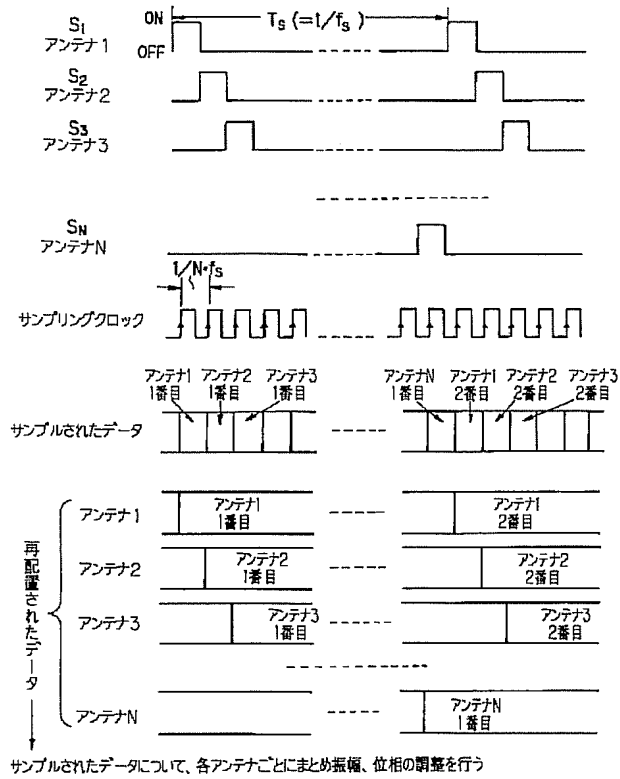 S1 ON Ts (=1/fs)
アンテナ1 OFF
S2
アンテナ2
S3
アンテナ3
SN
アンテナN
1/N・fs
サンプリングクロック
アンテナ1 アンテナ2 アンテナ3 アンテナN アンテナ1 アンテナ2 アンテナ3
1番目 1番目 1番目 1番目 2番目 2番目 2番目
サンプルされたデータ
アンテナ1 アンテナ1 アンテナ1
1番目 2番目
アンテナ2 アンテナ2 アンテナ2
1番目 2番目
アンテナ3 アンテナ3 アンテナ3
1番目 2番目
アンテナN アンテナN
1番目
再配置されたデータ
サンプルされたデータについて、各アンテナごとにまとめ振幅、位相の調整を行う